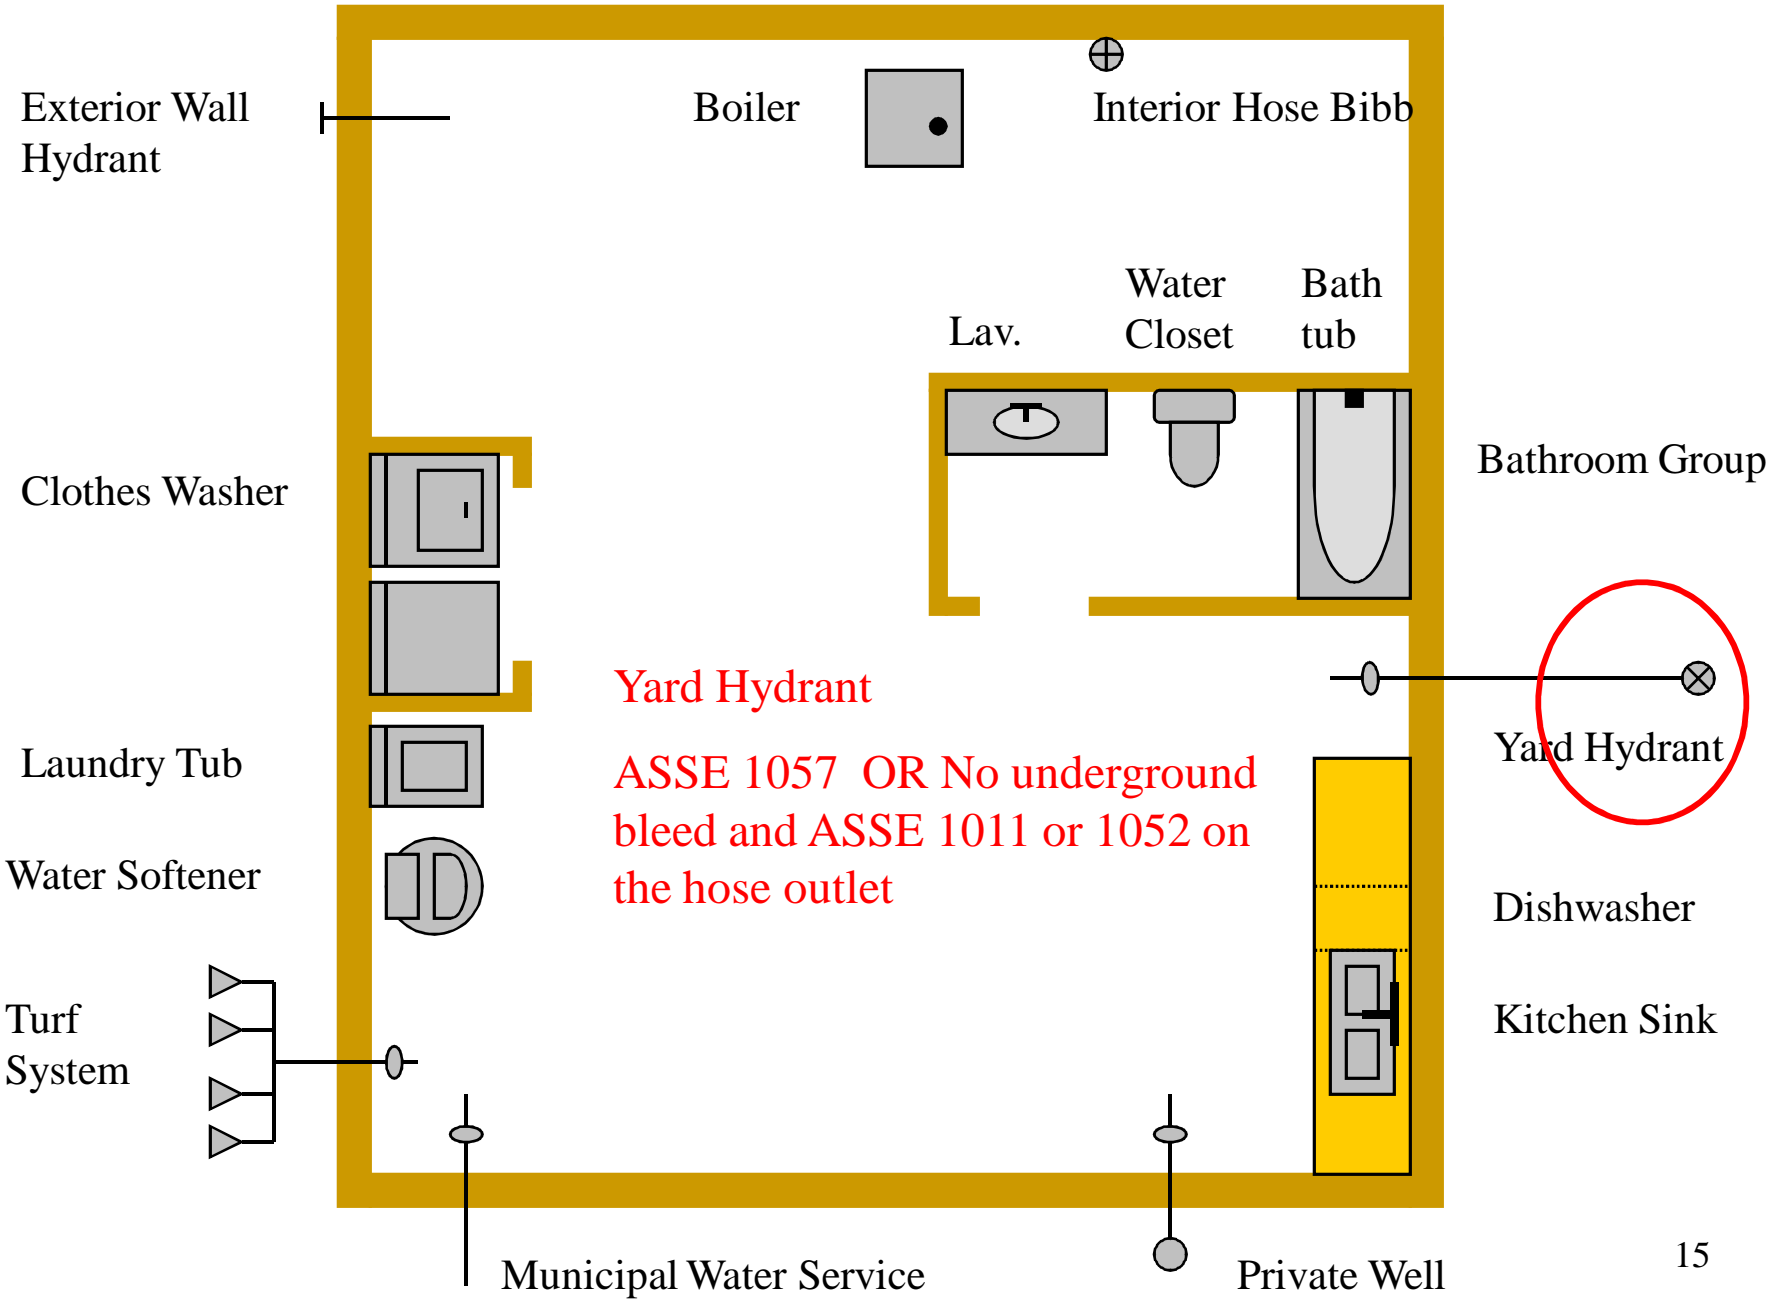 Exterior Wall
Hydrant
Boiler
Interior Hose Bibb
Lav.
Water
Closet
Bath
tub
Clothes Washer
Bathroom Group
Yard Hydrant
ASSE 1057  OR No underground
bleed and ASSE 1011 or 1052 on
the hose outlet
Yard Hydrant
Laundry Tub
Water Softener
Dishwasher
Turf
System
Kitchen Sink
Municipal Water Service
Private Well
15